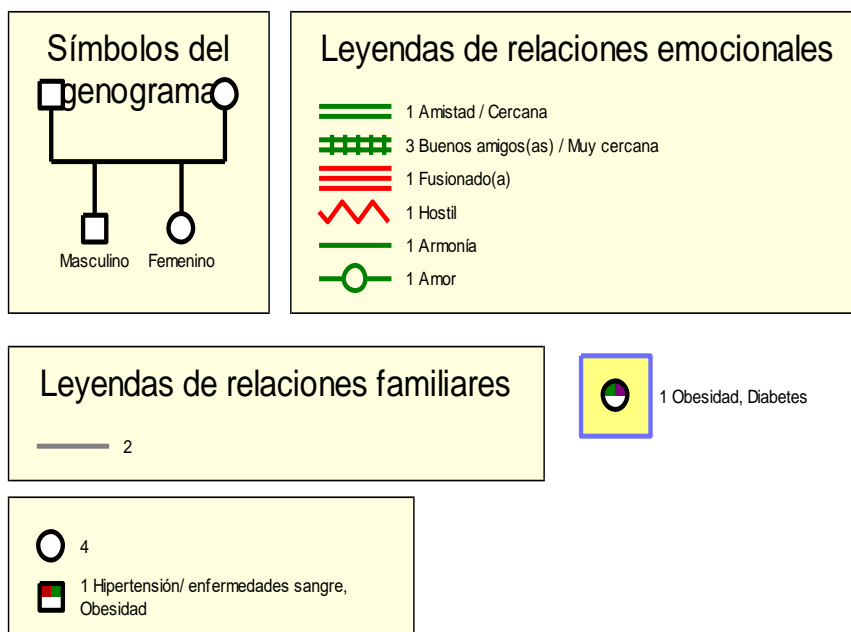 Símbolos del
genograma
Masculino Femenino
Leyendas de relaciones emocionales
1 Amistad / Cercana
3 Buenos amigos(as) / Muy cercana
1 Fusionado(a)
1 Hostil
1 Armonía
1 Amor
Leyendas de relaciones familiares
2
1 Obesidad, Diabetes
4
1 Hipertensión/ enfermedades sangre,
Obesidad